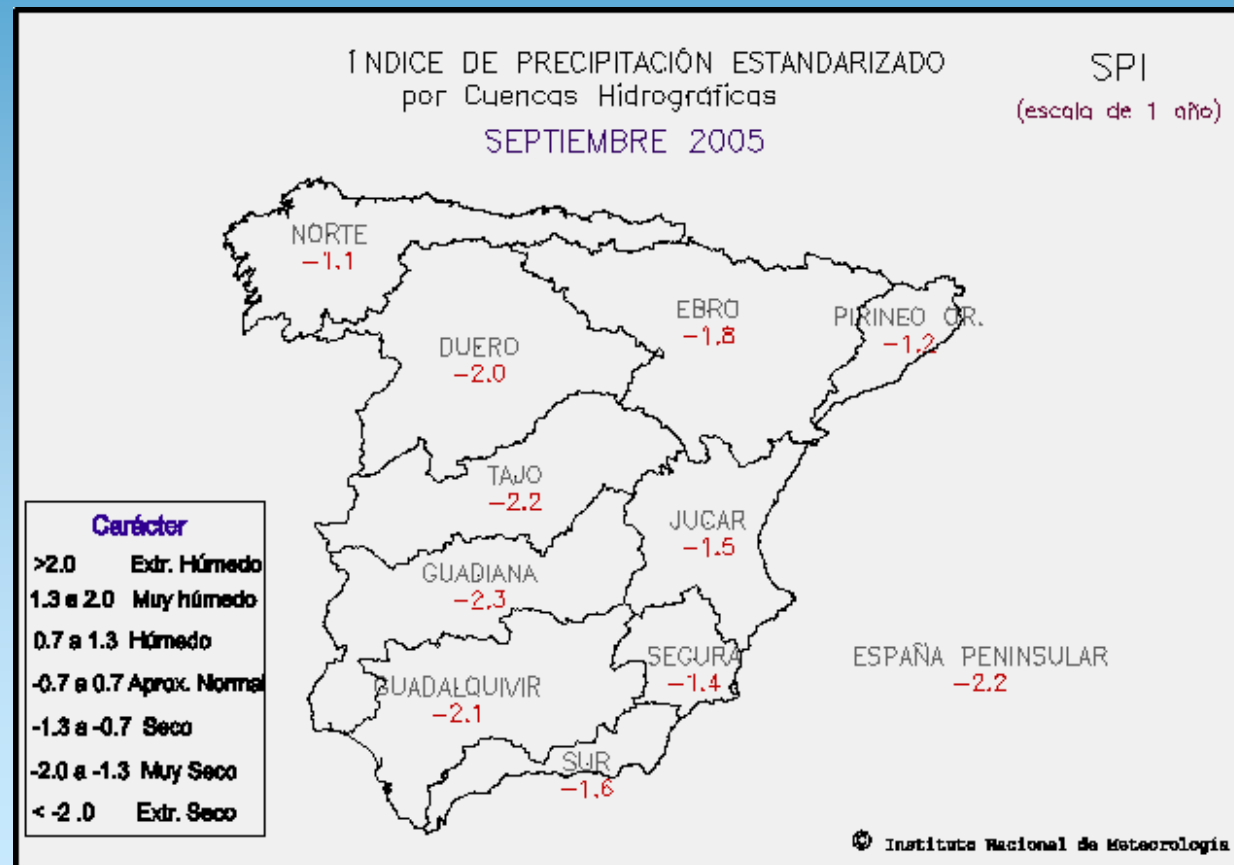 ÍNDICE DE PRECIPITACIÓN ESTANDARIZADO
por Cuencas Hidrográficas
SEPTIEMBRE 2005
SPI
(escala de 1 año)
NORTE
-1.1
DUERO
-2.0
EBRO
-1.8
PIRINEO OR.
-1.2
TAJO
-2.2
JUCAR
-1.5
GUADIANA
-2.3
SEGURA
-1.4
GUADALQUIVIR
-2.1
SUR
-1.6
ESPAÑA PENINSULAR
-2.2
Carácter
>2.0 Extr. Húmedo
1.3 a 2.0 Muy húmedo
0.7 a 1.3 Húmedo
-0.7 a 0.7 Aprox. Normal
-1.3 a -0.7 Seco
-2.0 a -1.3 Muy Seco
< -2.0 Extr. Seco
© Instituto Nacional de Meteorología